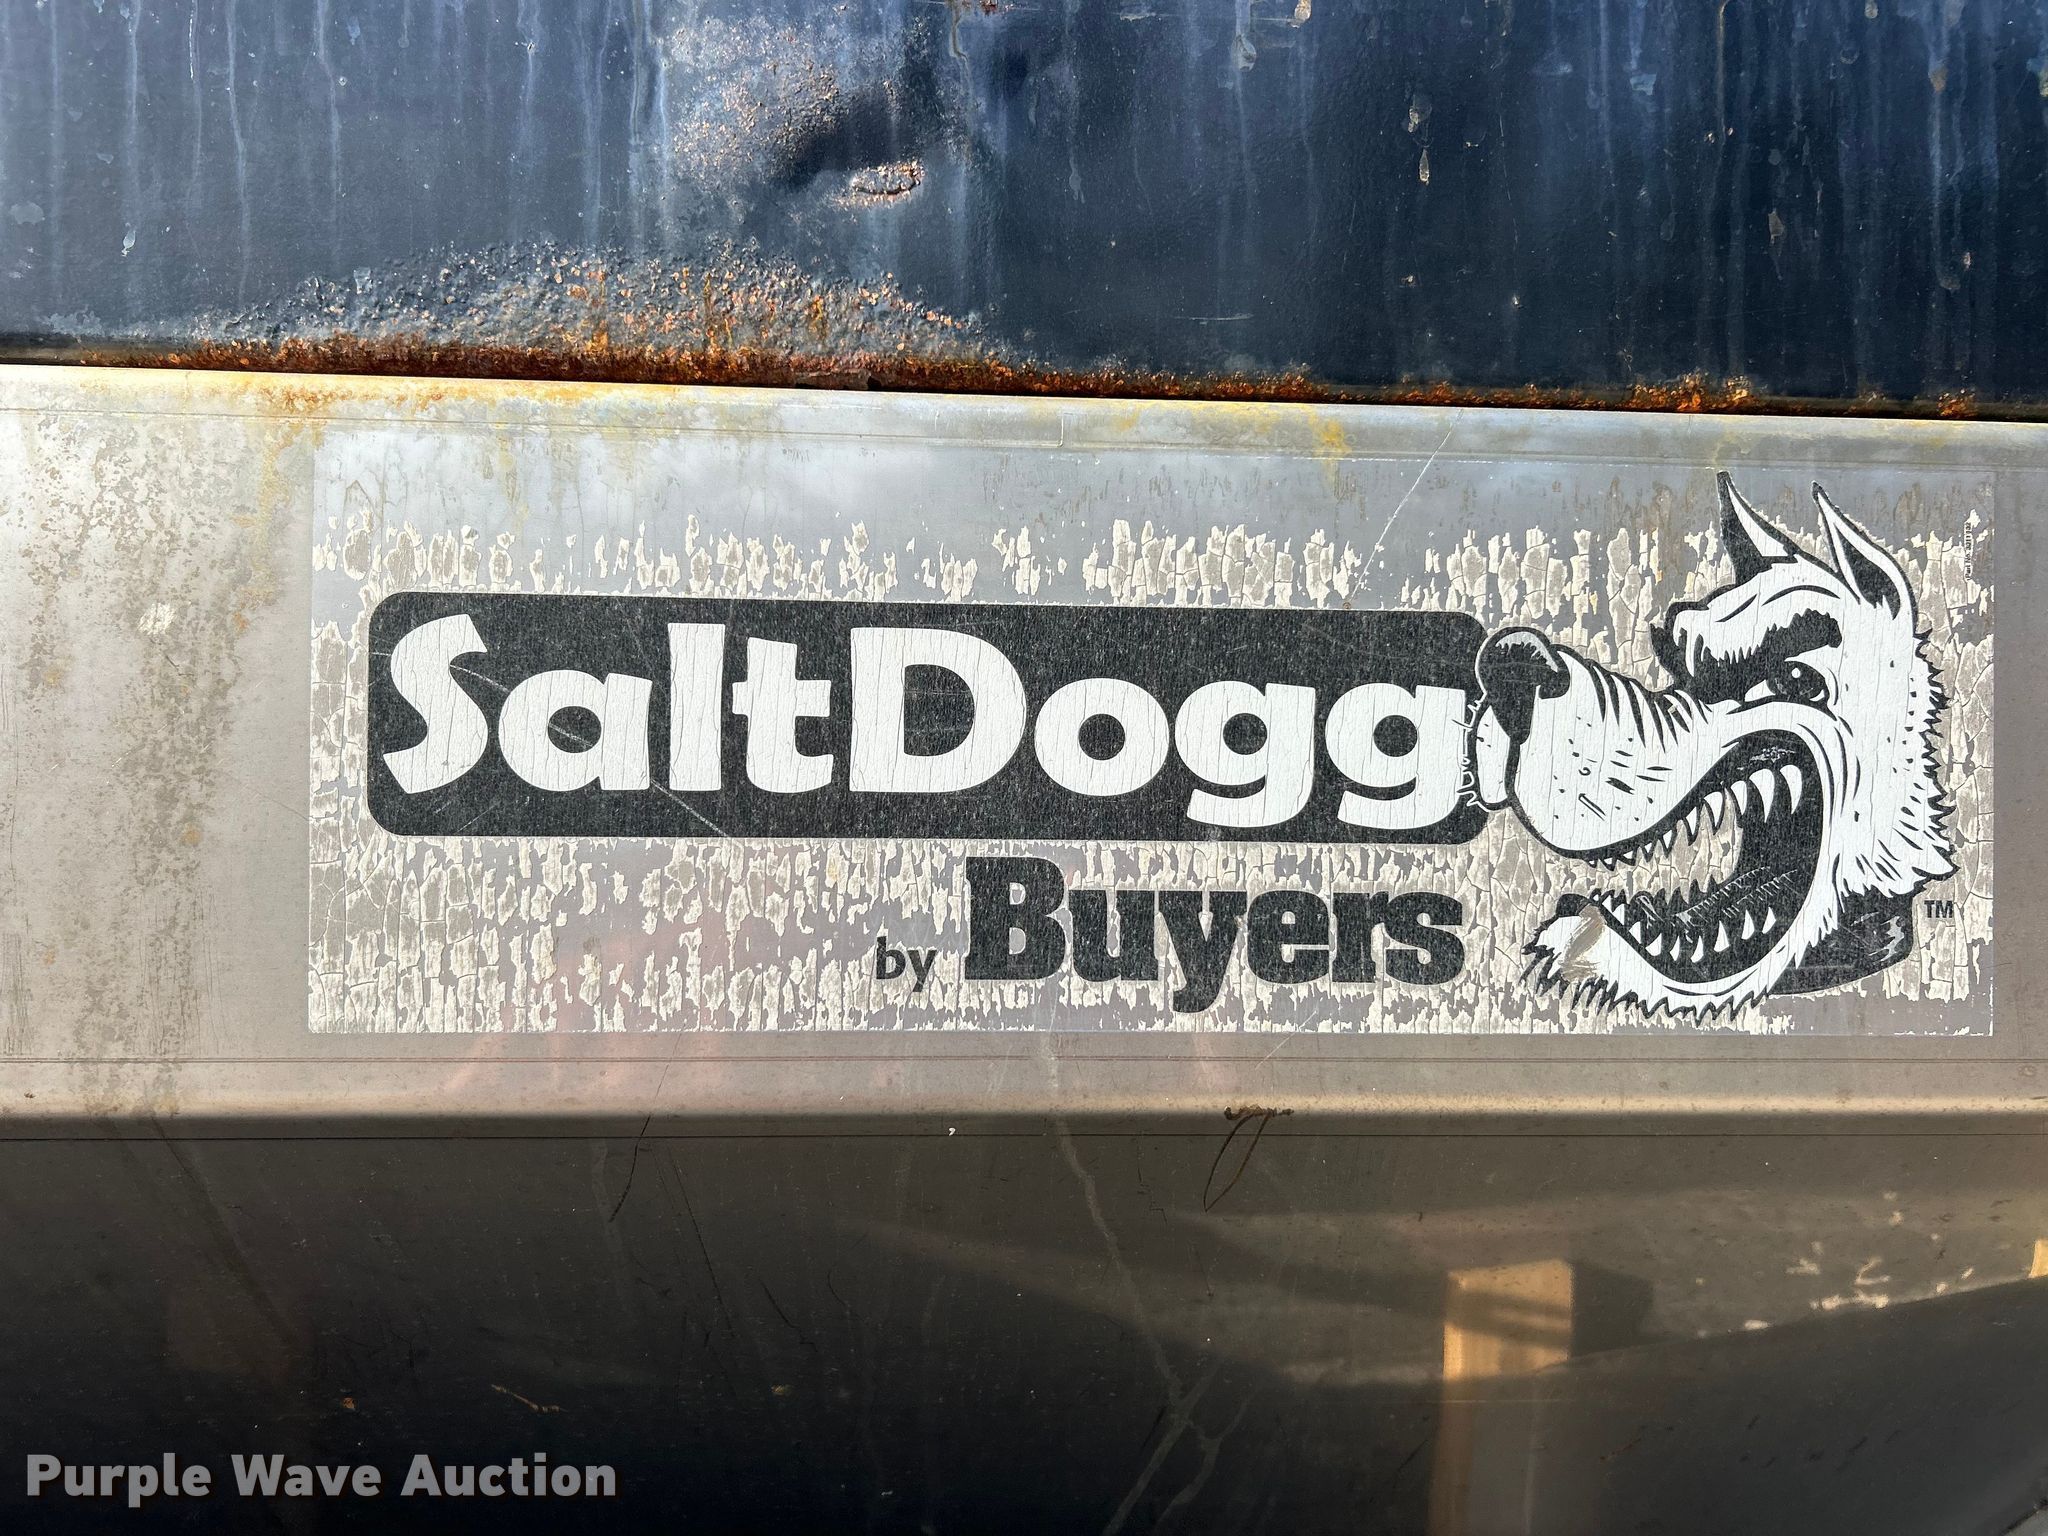 SaltDogg
by Buyers
TM
Purple Wave Auction